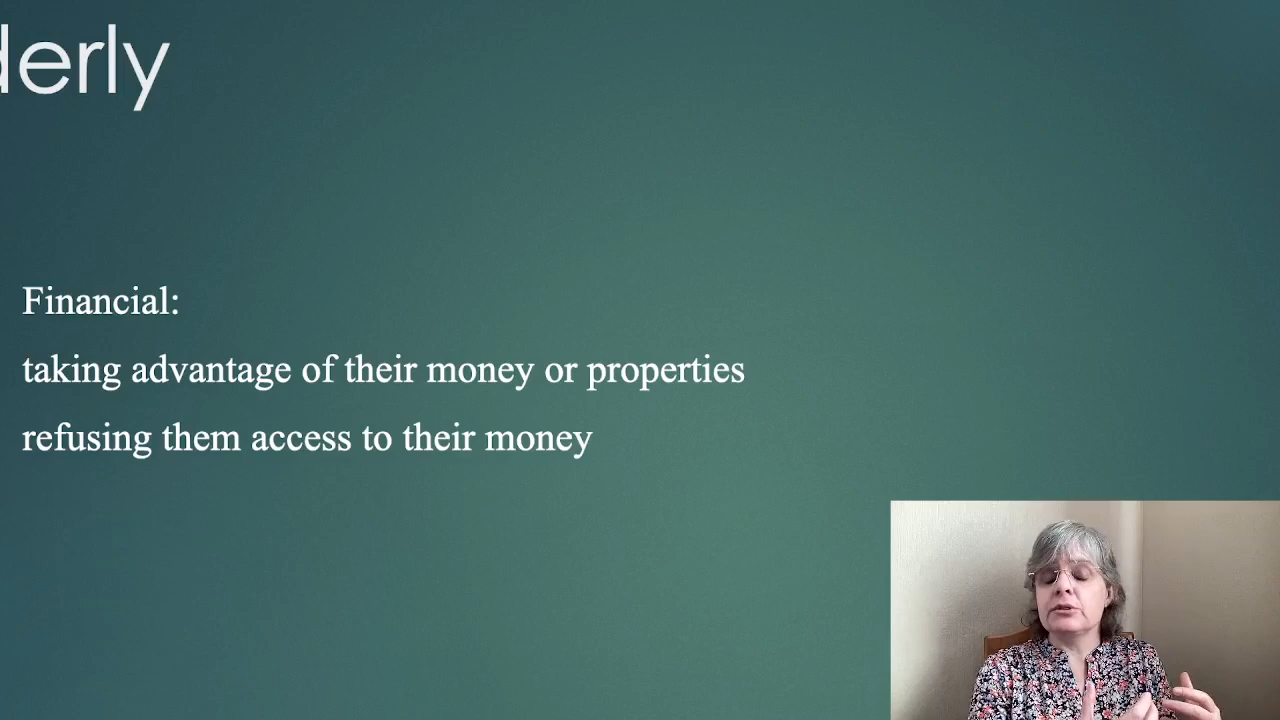 derly
Financial:
taking advantage of their money or properties
refusing them access to their money